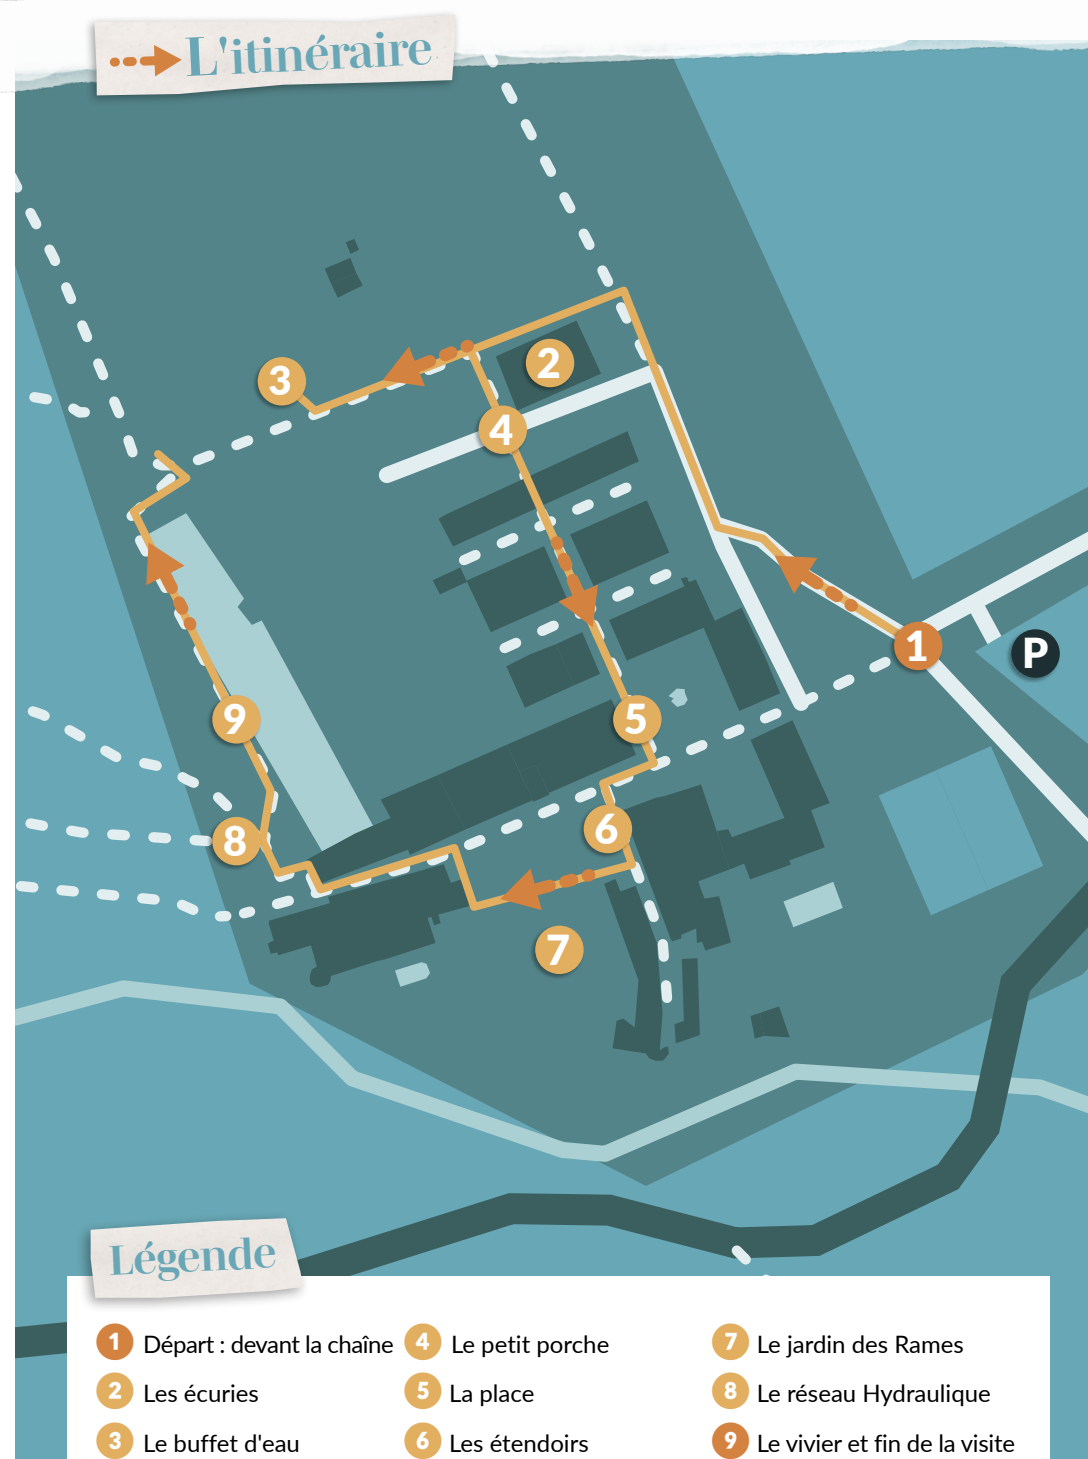 L'itinéraire
2
3
4
1
P
9
5
8
6
7
Légende
1 Départ : devant la chaîne
4 Le petit porche
7 Le jardin des Rames
2 Les écuries
5 La place
8 Le réseau Hydraulique
3 Le buffet d'eau
6 Les étendoirs
9 Le vivier et fin de la visite